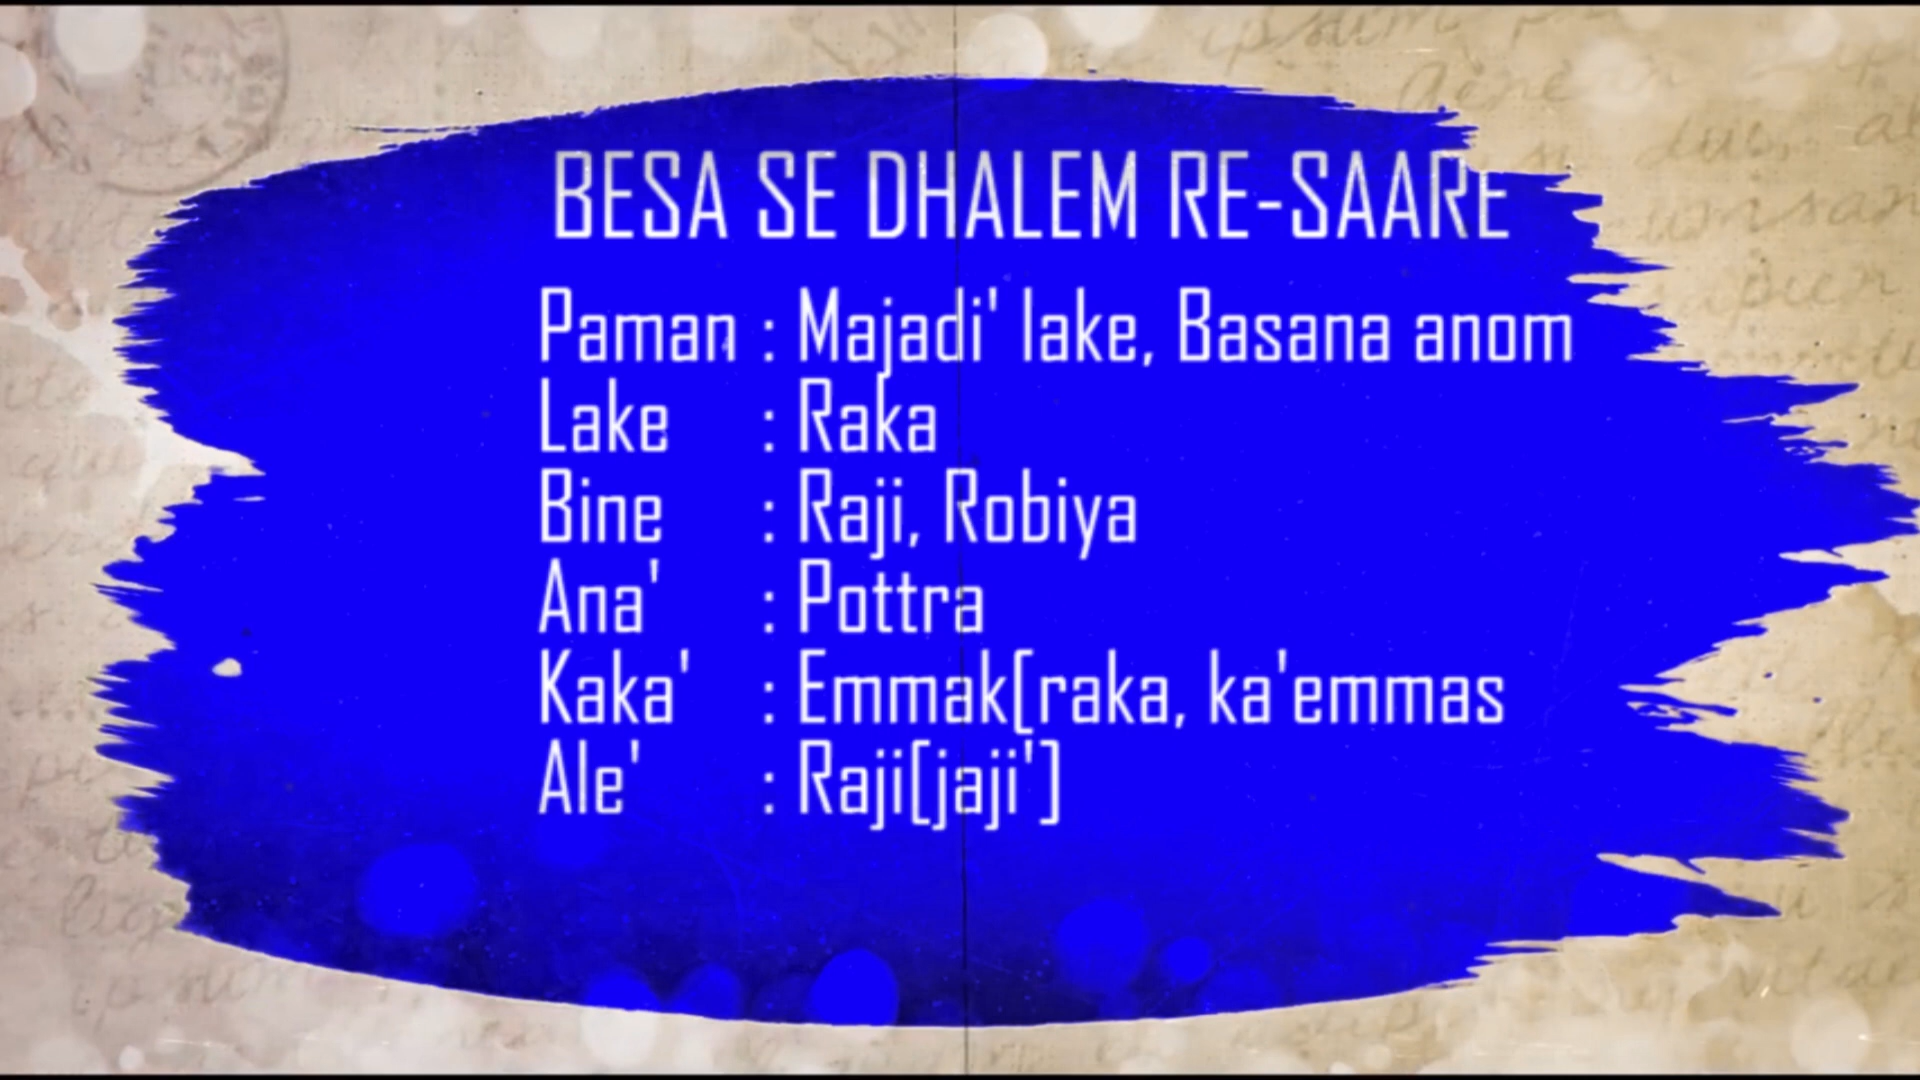 BESA SE DHALEM RE-SAARE
Paman : Majadi' lake, Basana anom
Lake : Raka
Bine : Raji, Robiya
Ana' : Pottra
Kaka' : Emmak(raka, ka'emmas
Ale' : Raji(jaji')